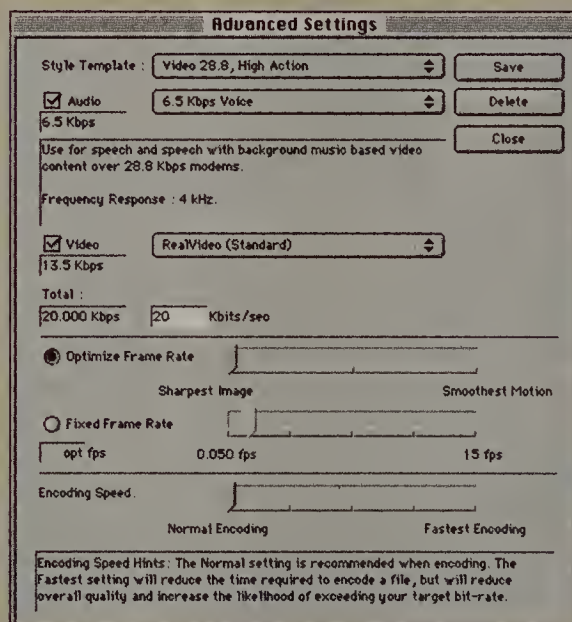 Advanced Settings
Style Template : Video 28.8, High Action Save
Audio 6.5 Kbps Voice Delete
6.5 Kbps
Close
Use for speech and speech with background music based video
content over 28.8 Kbps modems.
Frequency Response : 4 kHz.
Video RealVideo (Standard)
13.5 Kbps
Total :
20.000 Kbps 20 Kbits/sec
Optimize Frame Rate
Sharpest Image Smoothest Motion
Fixed Frame Rate
opt fps 0.050 fps 15 fps
Encoding Speed.
Normal Encoding Fastest Encoding
Encoding Speed Hints: The Normal setting is recommended when encoding. The
Fastest setting will reduce the time required to encode a file, but will reduce
overall quality and increase the likelihood of exceeding your target bit-rate.